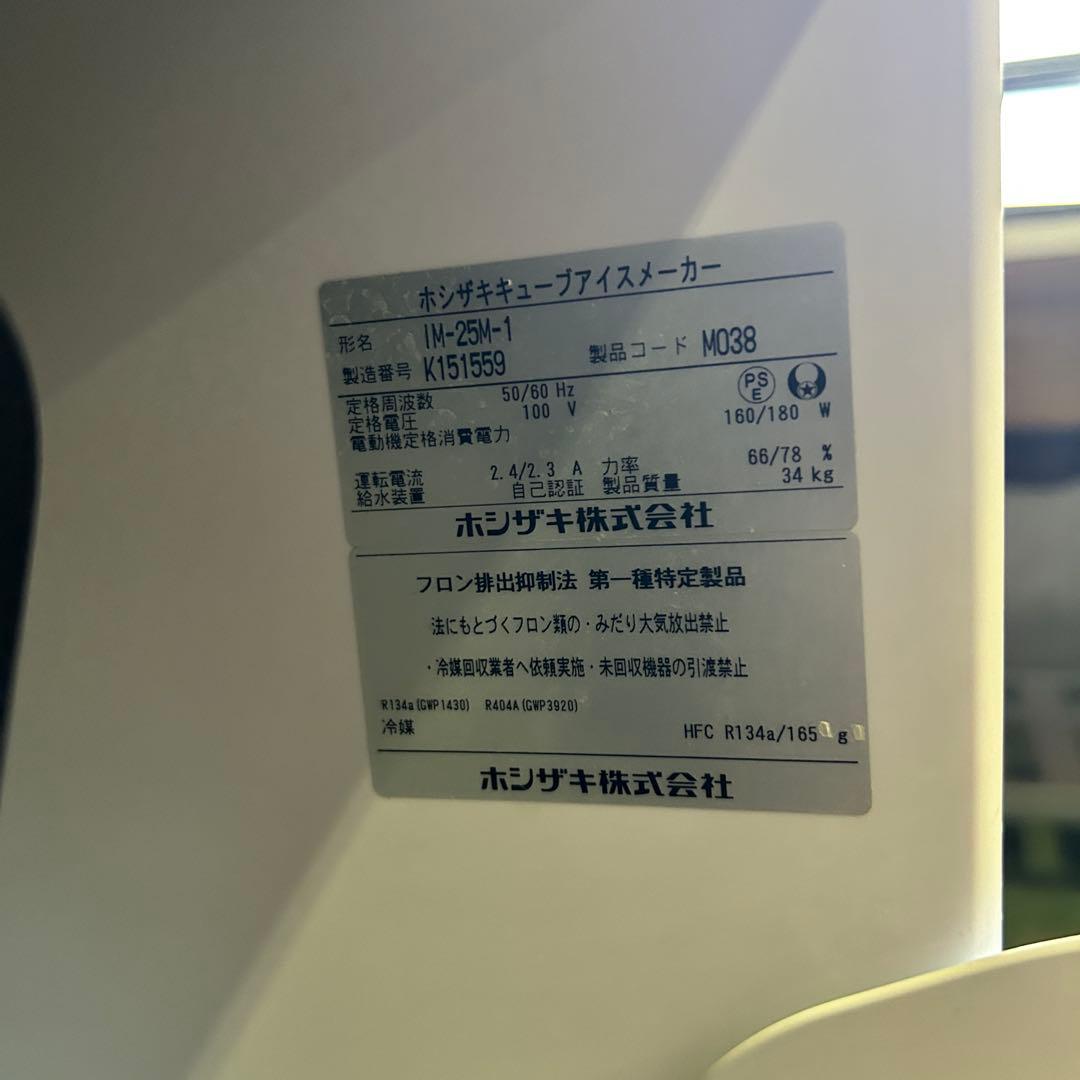 ホシザキキューブアイスメーカー
形名 IM-25M-1
製造番号 K151559 製品コード M038
定格周波数 50/60 Hz PSE
定格電圧 100 V
電動機定格消費電力 160/180 W
運転電流 2.4/2.3 A 力率 66/78 %
給水装置 自己認証 製品質量 34 kg
ホシザキ株式会社
フロン排出抑制法 第一種特定製品
法にもとづくフロン類の・みだり大気放出禁止
・冷媒回収業者へ依頼実施・未回収機器の引渡禁止
R134a(GWP1430) R404A(GWP3920)
冷媒 HFC R134a/165 g
ホシザキ株式会社